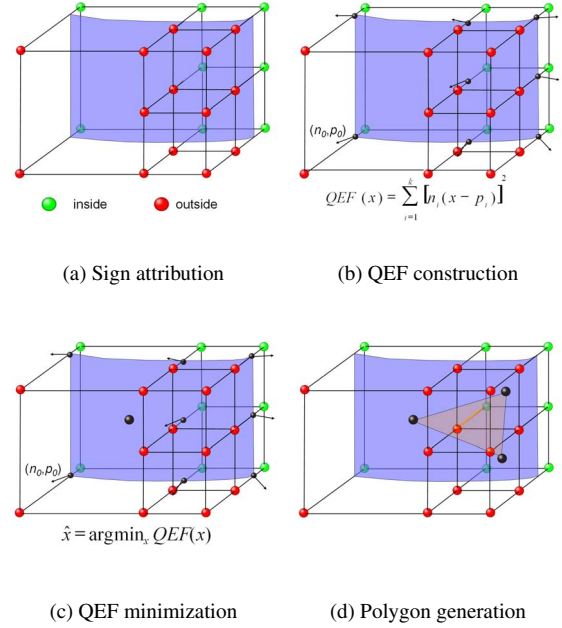 inside outside
(a) Sign attribution
(n₀,p₀)
QEF (x) = ∑ᵢ₌₁ᵏ [nᵢ(x − pᵢ)]²
(b) QEF construction
(n₀,p₀)
x̂ = argminₓ QEF(x)
(c) QEF minimization
(d) Polygon generation